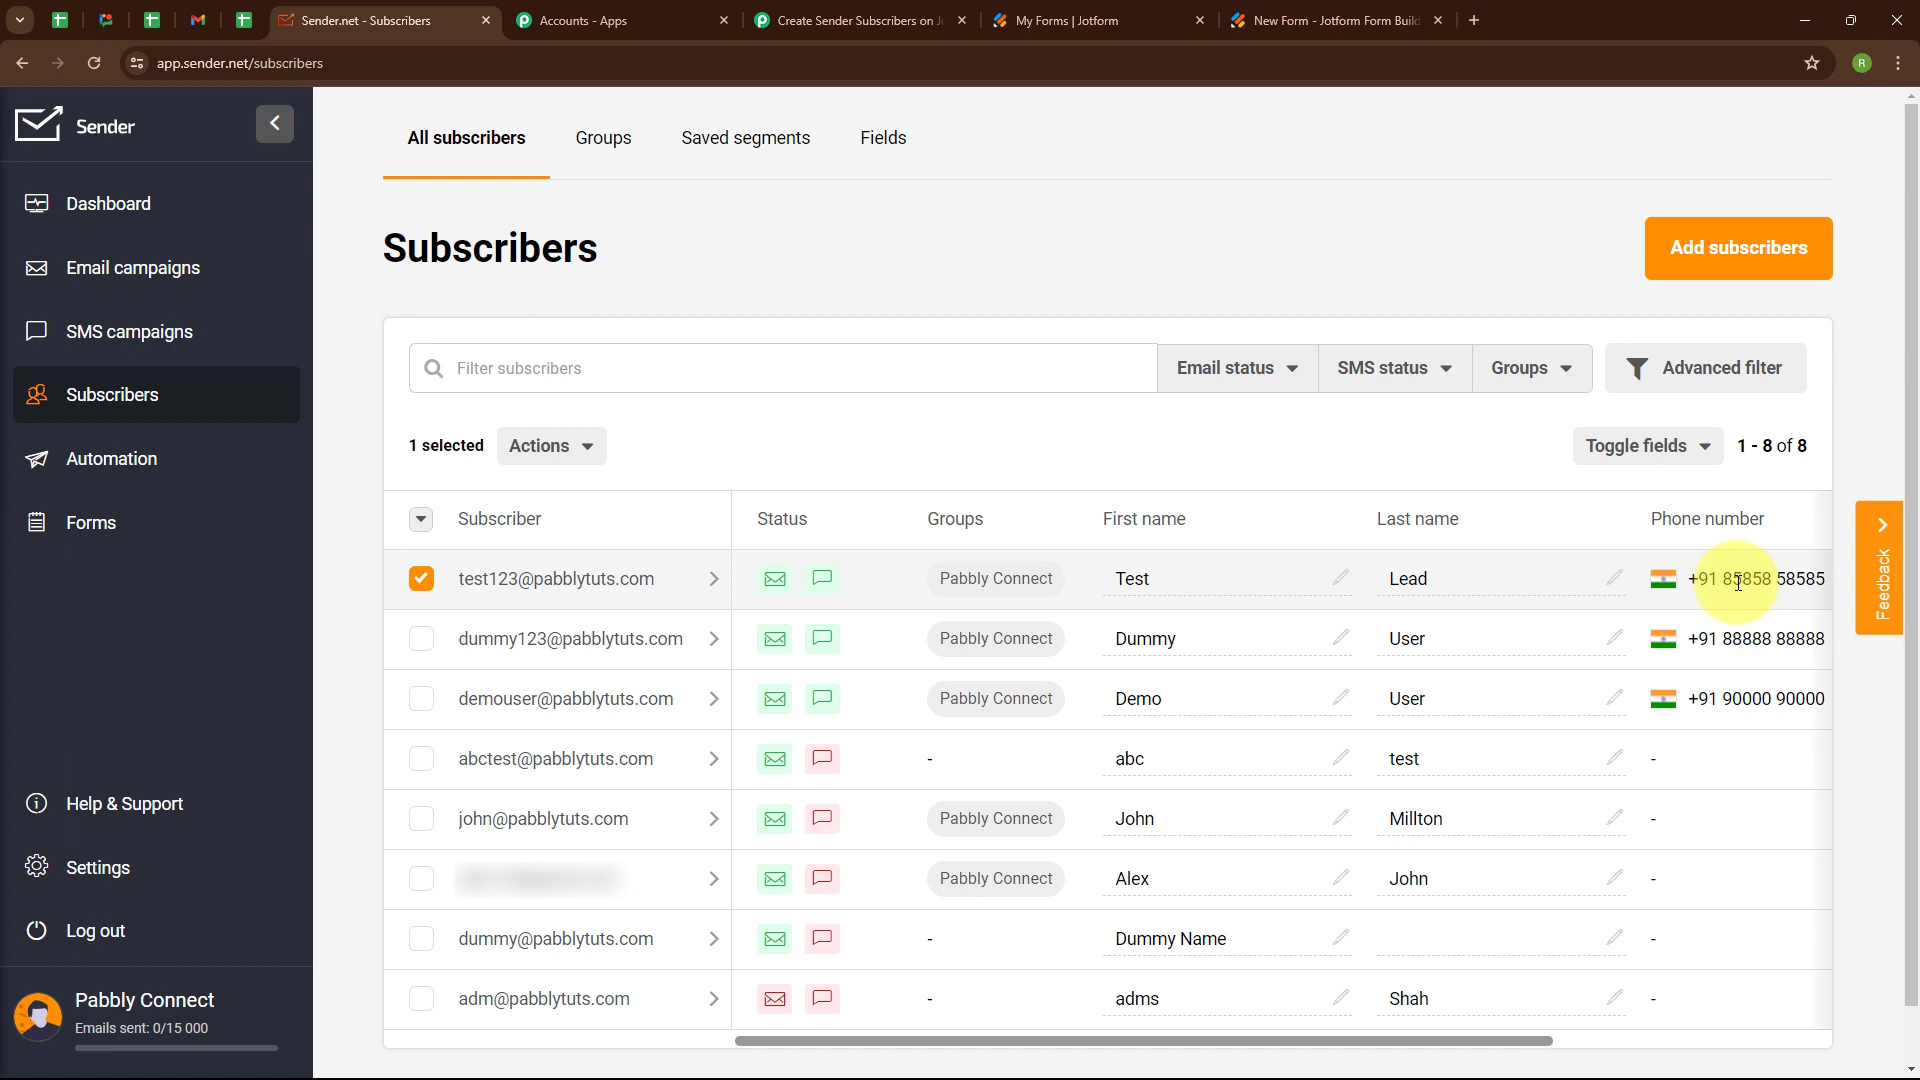 Sender.net - Subscribers
Accounts - Apps
Create Sender Subscribers on J
My Forms | Jotform
New Form - Jotform Form Build
app.sender.net/subscribers
R
Sender
Dashboard
Email campaigns
SMS campaigns
Subscribers
Automation
Forms
Help & Support
Settings
Log out
Pabbly Connect
Emails sent: 0/15 000
All subscribers Groups Saved segments Fields
Subscribers
Add subscribers
Filter subscribers Email status SMS status Groups Advanced filter
1 selected Actions Toggle fields 1 - 8 of 8
Subscriber Status Groups First name Last name Phone number
test123@pabblytuts.com Pabbly Connect Test Lead +91 85858 58585
dummy123@pabblytuts.com Pabbly Connect Dummy User +91 88888 88888
demouser@pabblytuts.com Pabbly Connect Demo User +91 90000 90000
abctest@pabblytuts.com - abc test -
john@pabblytuts.com Pabbly Connect John Millton -
Pabbly Connect Alex John -
dummy@pabblytuts.com - Dummy Name -
adm@pabblytuts.com - adms Shah -
Feedback